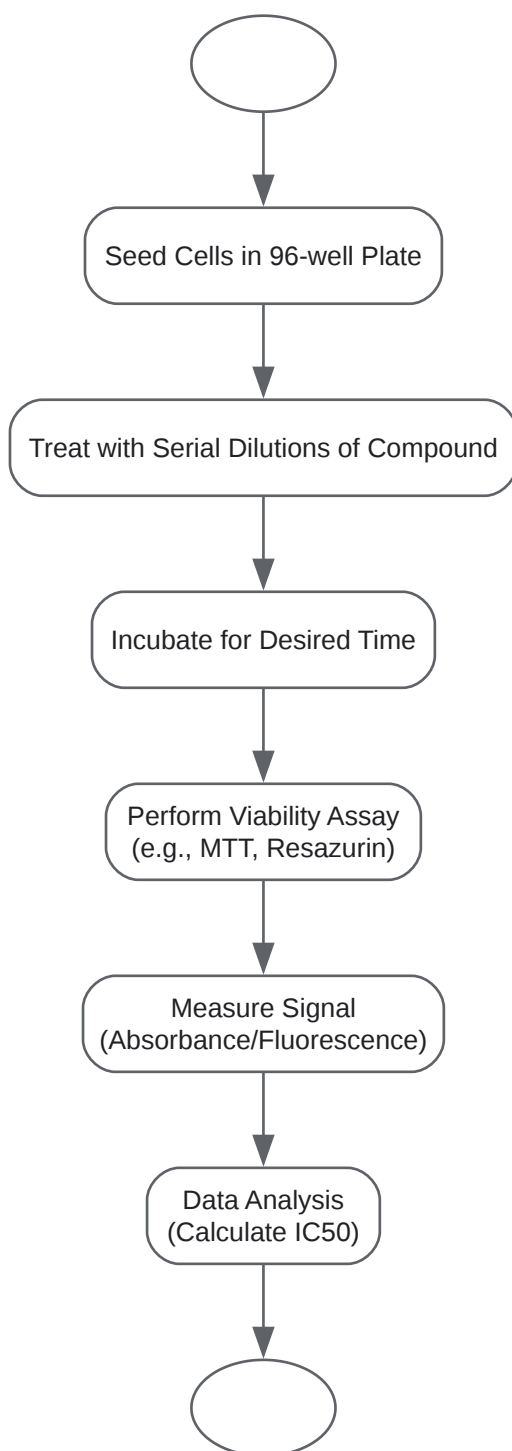 Seed Cells in 96-well Plate
Treat with Serial Dilutions of Compound
Incubate for Desired Time
Perform Viability Assay
(e.g., MTT, Resazurin)
Measure Signal
(Absorbance/Fluorescence)
Data Analysis
(Calculate IC50)